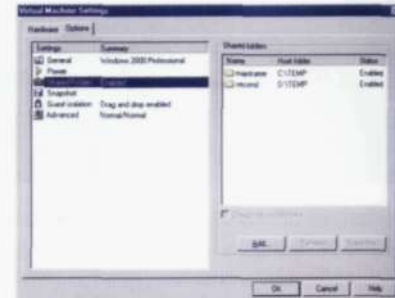 Virtual Machine Settings
Hardware Options
Settings Summary
General Windows 2000 Professional
Power
Shared Folders Enabled
Snapshot
Guest isolation Drag and drop enabled
Advanced Normal/Normal
Shared folders
Name Host folder Status
C:\TEMP Enabled
D:\TEMP Enabled
Add... Remove
OK Cancel Help